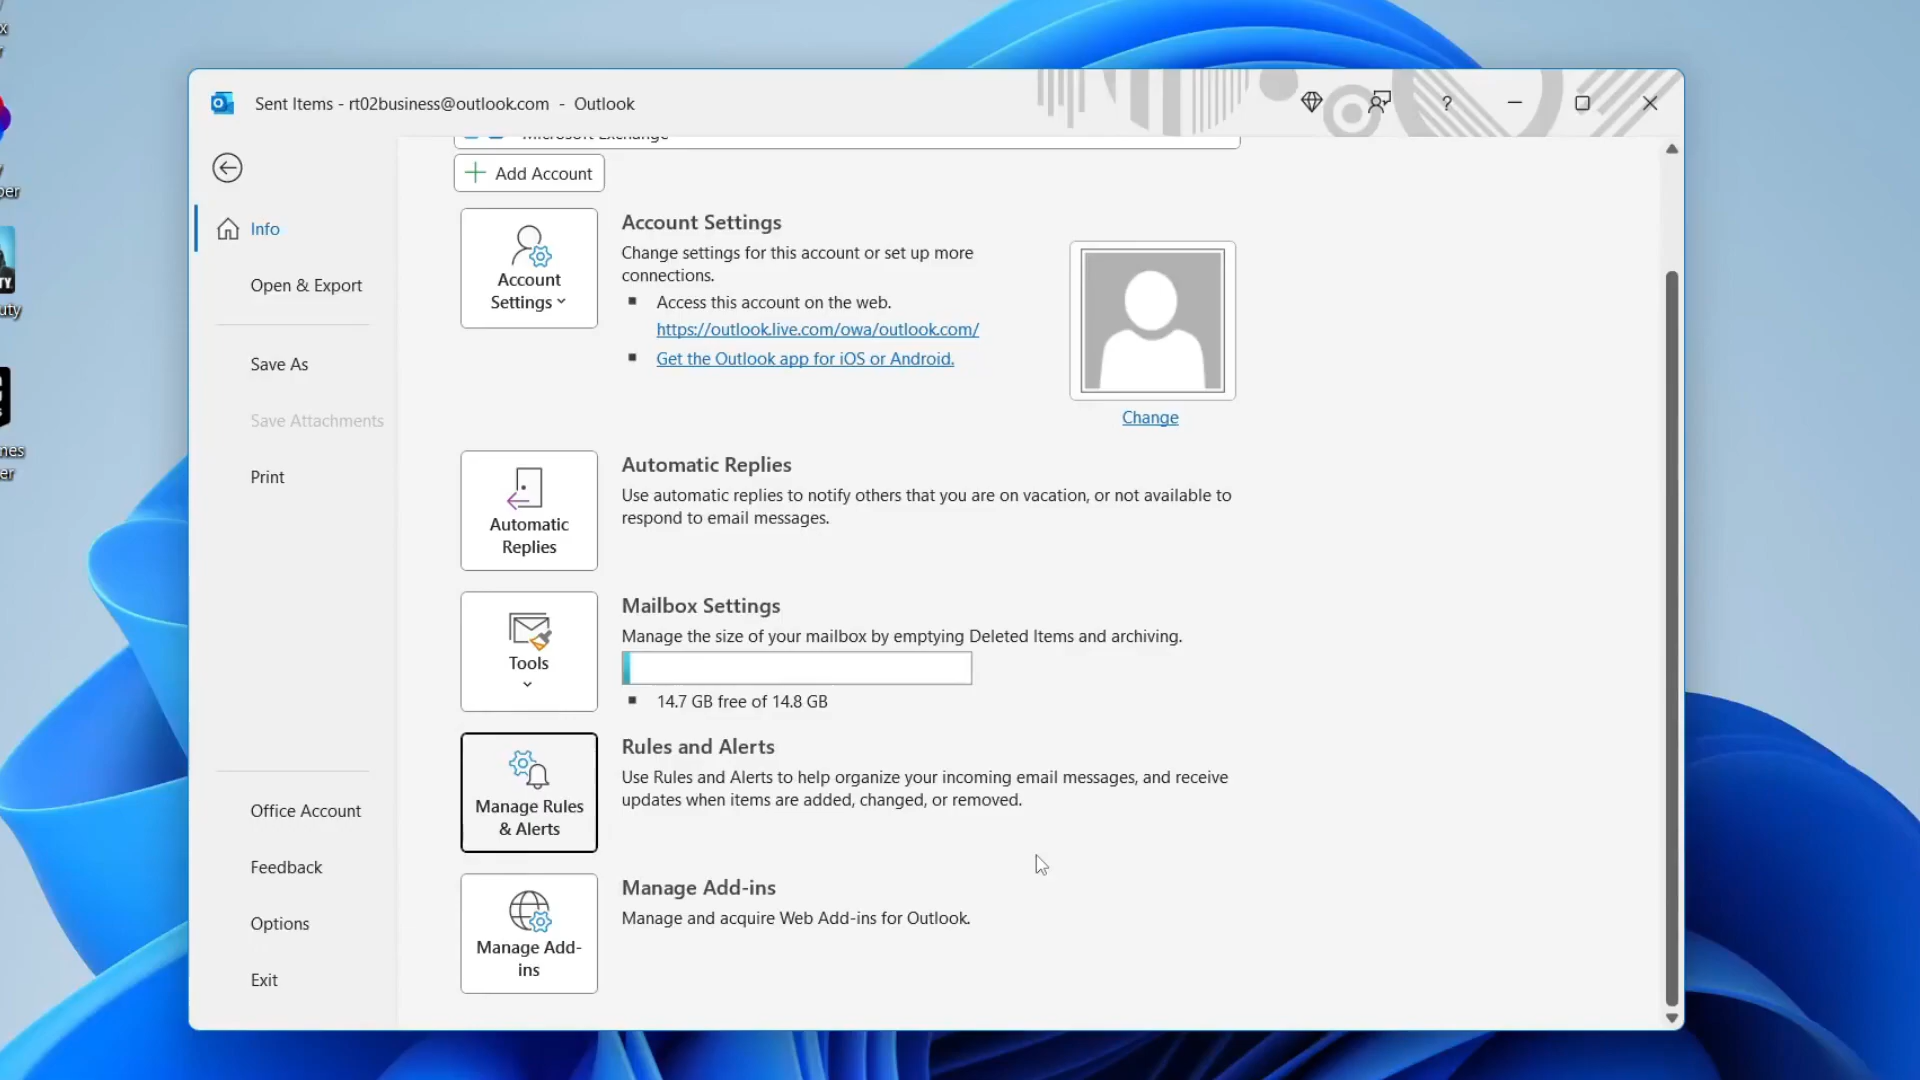 Sent Items - rt02business@outlook.com - Outlook
?
Microsoft Exchange
Add Account
Info
Open & Export
Save As
Save Attachments
Print
Office Account
Feedback
Options
Exit
Account
Settings
Account Settings
Change settings for this account or set up more
connections.
Access this account on the web.
https://outlook.live.com/owa/outlook.com/
Get the Outlook app for iOS or Android.
Change
Automatic
Replies
Automatic Replies
Use automatic replies to notify others that you are on vacation, or not available to
respond to email messages.
Tools
Mailbox Settings
Manage the size of your mailbox by emptying Deleted Items and archiving.
14.7 GB free of 14.8 GB
Manage Rules
& Alerts
Rules and Alerts
Use Rules and Alerts to help organize your incoming email messages, and receive
updates when items are added, changed, or removed.
Manage Add-
ins
Manage Add-ins
Manage and acquire Web Add-ins for Outlook.